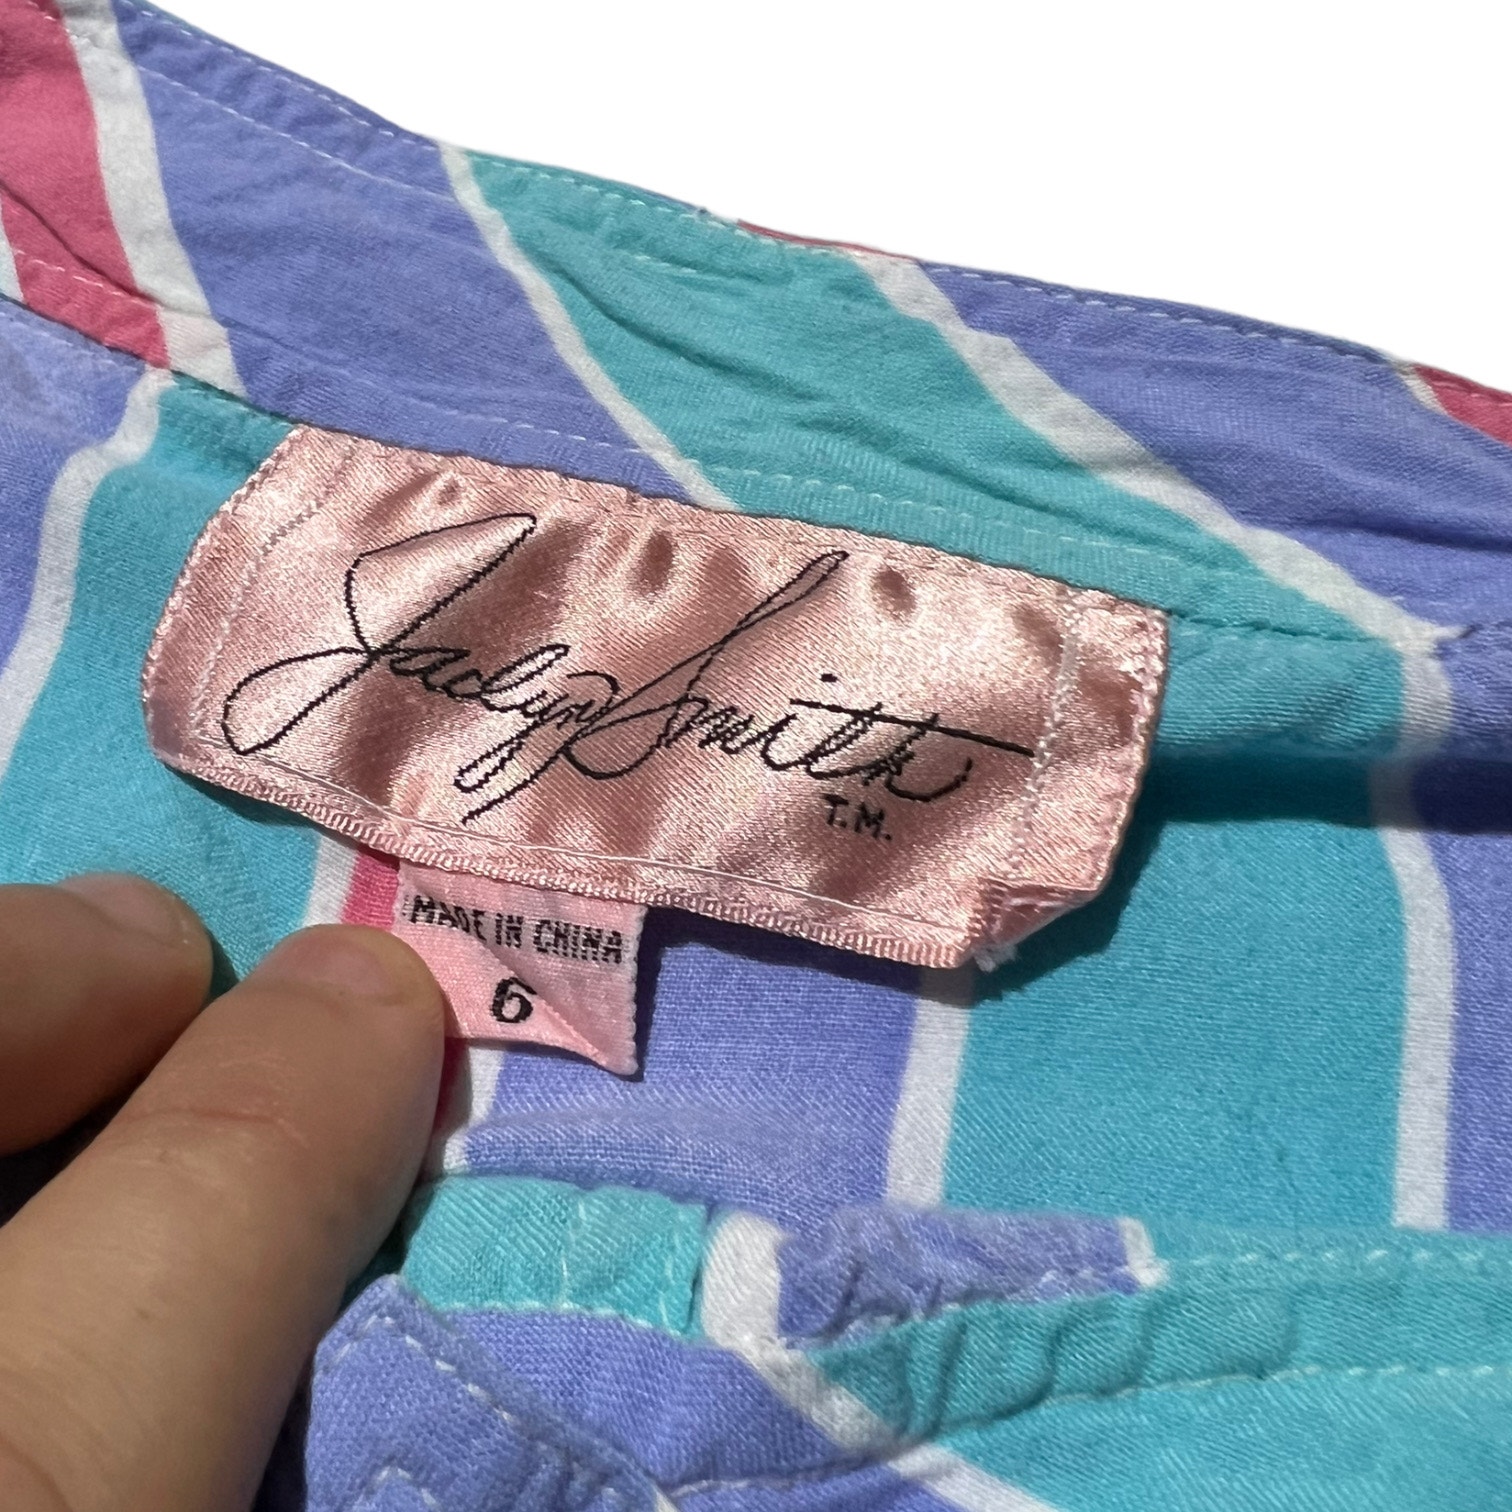 Jaclyn Smith
T.M.
MADE IN CHINA
6